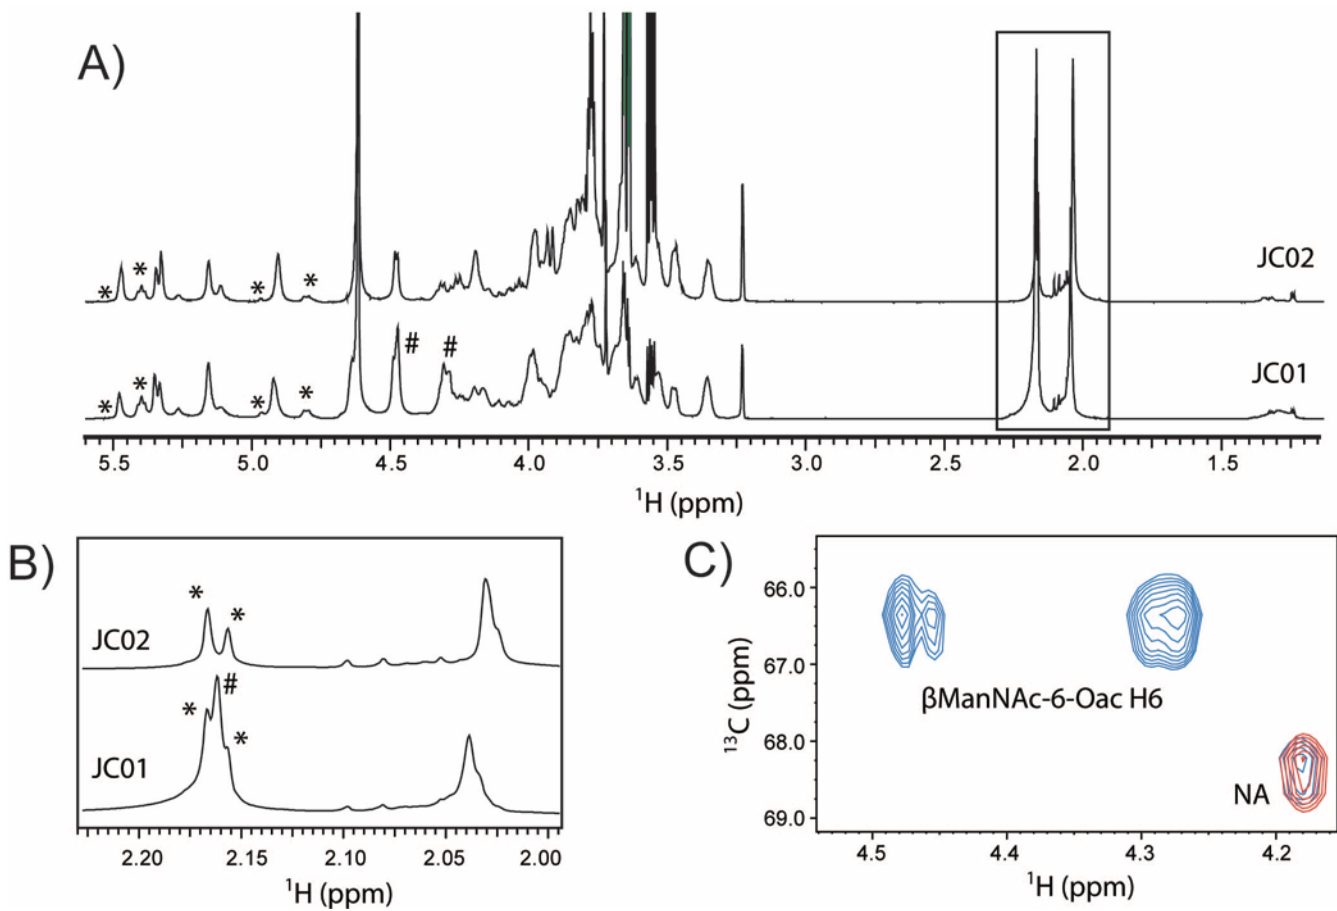 A)
* * * * JC02
* * * * # # JC01
5.5 5.0 4.5 4.0 3.5 3.0 2.5 2.0 1.5
¹H (ppm)
B)
* *
JC02
* # *
JC01
2.20 2.15 2.10 2.05 2.00
¹H (ppm)
C)
66.0
67.0
68.0
69.0
¹³C (ppm)
βManNAc-6-Oac H6
NA
4.5 4.4 4.3 4.2
¹H (ppm)